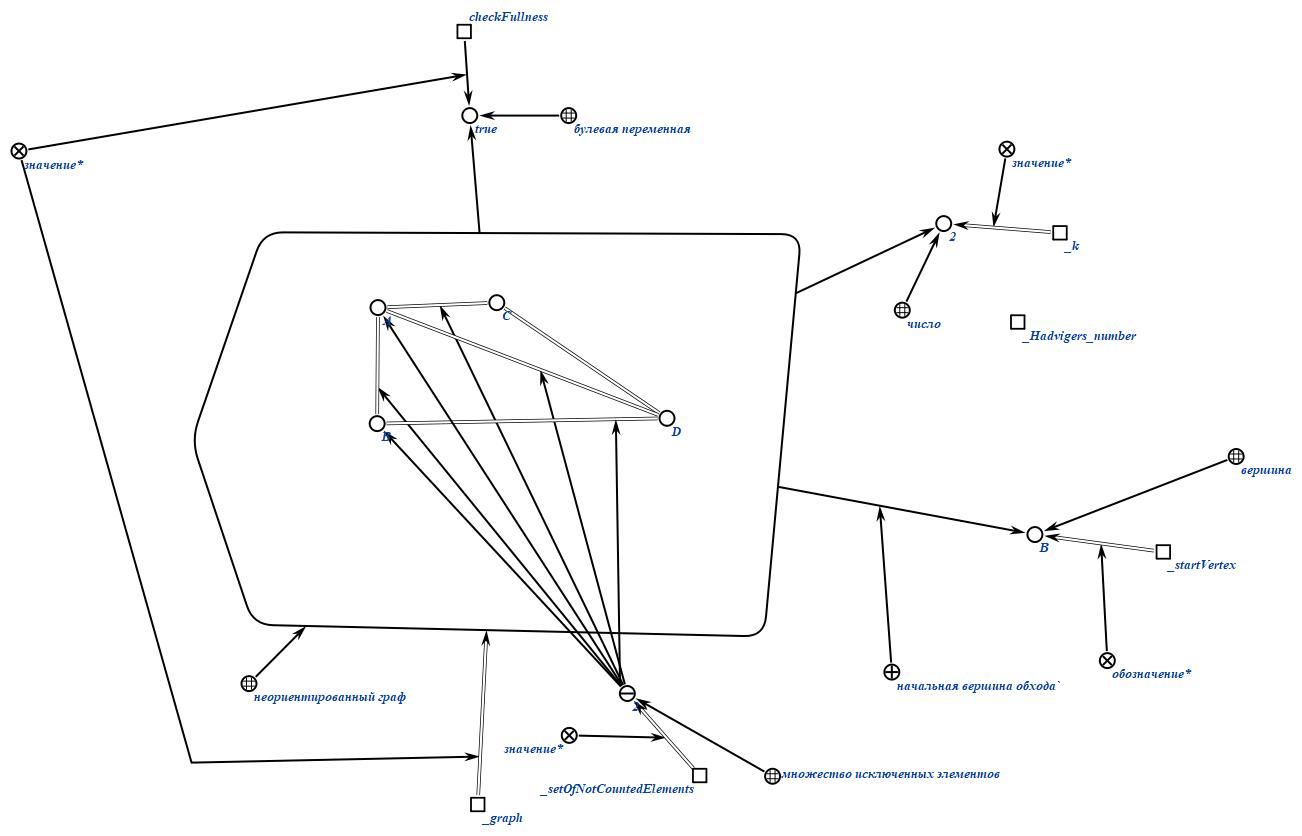 checkFullness
true
булевая переменная
значение*
значение*
2
_k
число
_Hadvigers_number
C
D
вершина
B
_startVertex
обозначение*
начальная вершина обхода`
неориентированный граф
значение*
множество исключенных элементов
_setOfNotCountedElements
_graph